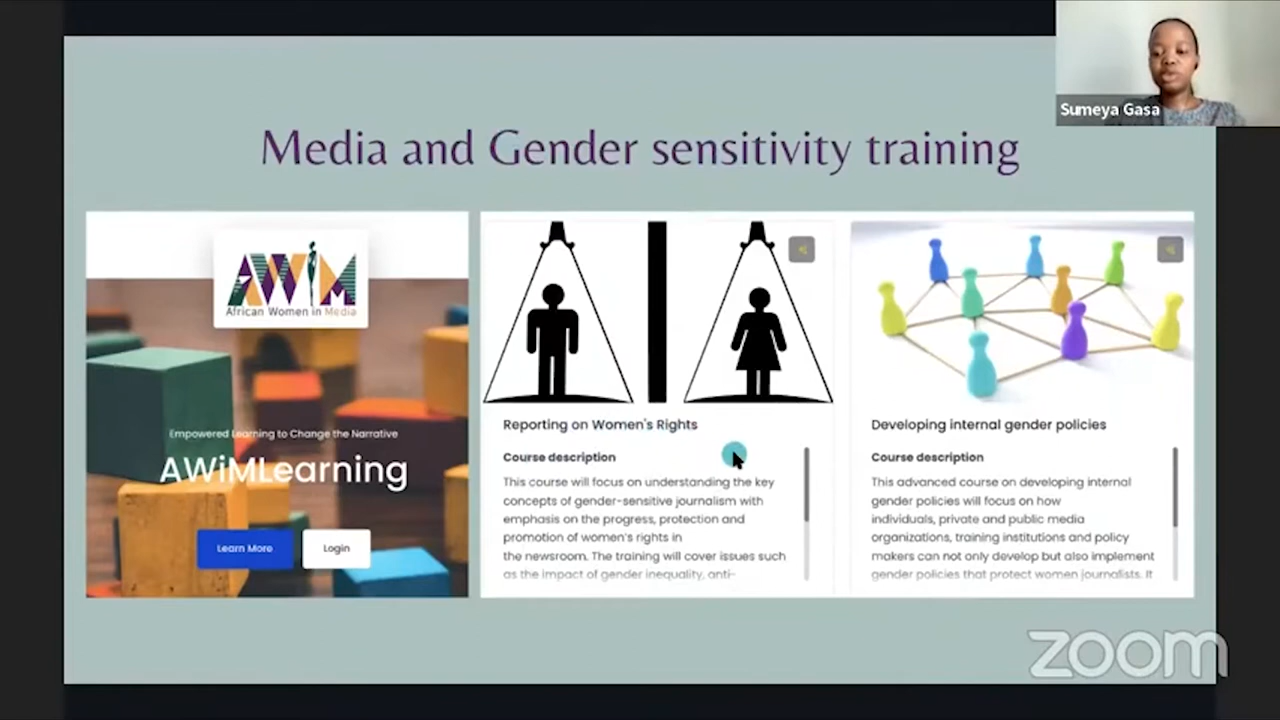 Sumeya Gasa
Media and Gender sensitivity training
AWiM
African Women in Media
Empowered Learning to Change the Narrative
AWiMLearning
Learn More
Login
Reporting on Women's Rights
Course description
This course will focus on understanding the key
concepts of gender-sensitive journalism with
emphasis on the progress, protection and
promotion of women's rights in
the newsroom. The training will cover issues such
as the impact of gender inequality, anti-
Developing internal gender policies
Course description
This advanced course on developing internal
gender policies will focus on how
individuals, private and public media
organizations, training institutions and policy
makers can not only develop but also implement
gender policies that protect women journalists. It
zoom